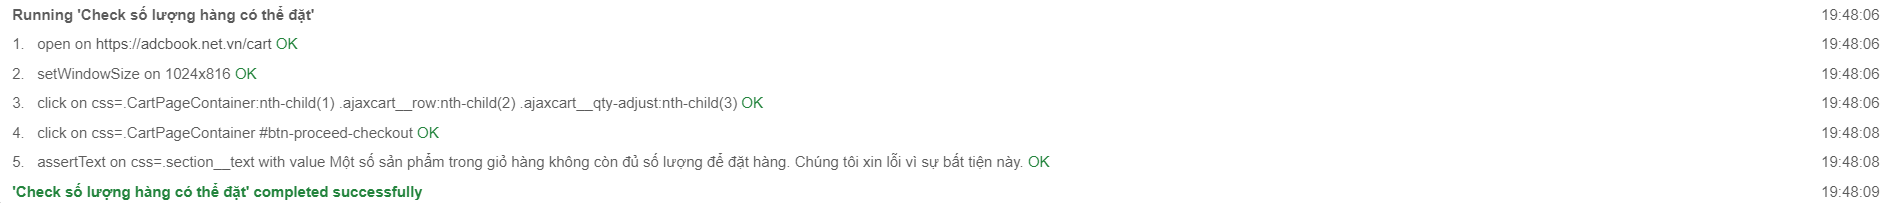 Running 'Check số lượng hàng có thể đặt' 19:48:06
1. open on https://adcbook.net.vn/cart OK 19:48:06
2. setWindowSize on 1024x816 OK 19:48:06
3. click on css=.CartPageContainer:nth-child(1) .ajaxcart__row:nth-child(2) .ajaxcart__qty-adjust:nth-child(3) OK 19:48:06
4. click on css=.CartPageContainer #btn-proceed-checkout OK 19:48:08
5. assertText on css=.section__text with value Một số sản phẩm trong giỏ hàng không còn đủ số lượng để đặt hàng. Chúng tôi xin lỗi vì sự bất tiện này. OK 19:48:08
'Check số lượng hàng có thể đặt' completed successfully 19:48:09